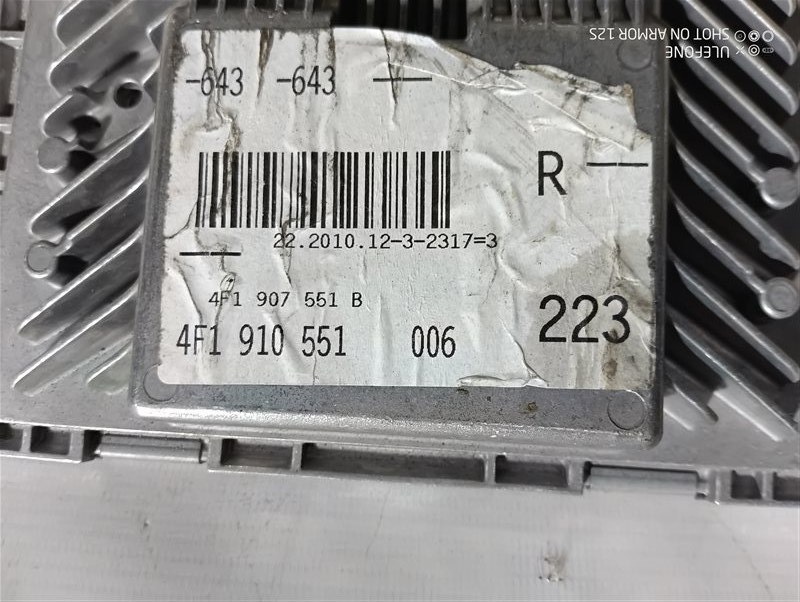 -643 -643
R
22.2010.12-3-2317=3
4F1 907 551 B
223
4F1 910 551 006
SHOT ON ARMOR 12S
ULEFONE